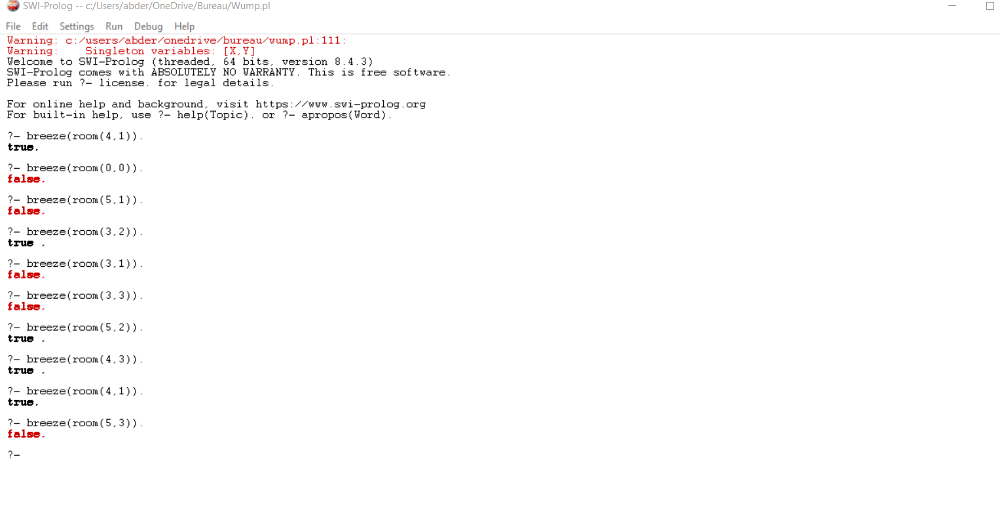 SWI-Prolog -- c:/Users/abder/OneDrive/Bureau/Wump.pl
File Edit Settings Run Debug Help
Warning: c:/users/abder/onedrive/bureau/wump.pl:111:
Warning:    Singleton variables: [X,Y]
Welcome to SWI-Prolog (threaded, 64 bits, version 8.4.3)
SWI-Prolog comes with ABSOLUTELY NO WARRANTY. This is free software.
Please run ?- license. for legal details.
For online help and background, visit https://www.swi-prolog.org
For built-in help, use ?- help(Topic). or ?- apropos(Word).
?- breeze(room(4,1)).
true.
?- breeze(room(0,0)).
false.
?- breeze(room(5,1)).
false.
?- breeze(room(3,2)).
true .
?- breeze(room(3,1)).
false.
?- breeze(room(3,3)).
false.
?- breeze(room(5,2)).
true .
?- breeze(room(4,3)).
true .
?- breeze(room(4,1)).
true.
?- breeze(room(5,3)).
false.
?-